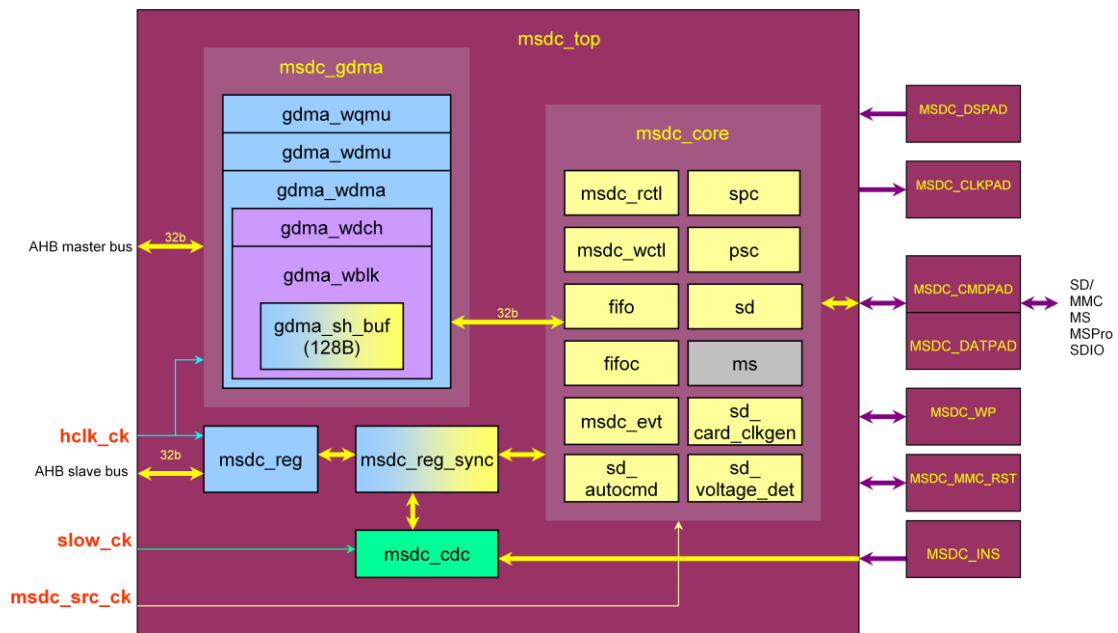 msdc_top
msdc_gdma
gdma_wqmu
gdma_wdmu
gdma_wdma
gdma_wdch
gdma_wblk
gdma_sh_buf
(128B)
AHB master bus
32b
32b
msdc_core
msdc_rctl
spc
msdc_wctl
psc
fifo
sd
fifoc
ms
msdc_evt
sd_
card_clkgen
sd_
autocmd
sd_
voltage_det
hclk_ck
AHB slave bus
32b
msdc_reg
msdc_reg_sync
slow_ck
msdc_cdc
msdc_src_ck
MSDC_DSPAD
MSDC_CLKPAD
MSDC_CMDPAD
MSDC_DATPAD
SD/
MMC
MS
MSPro
SDIO
MSDC_WP
MSDC_MMC_RST
MSDC_INS